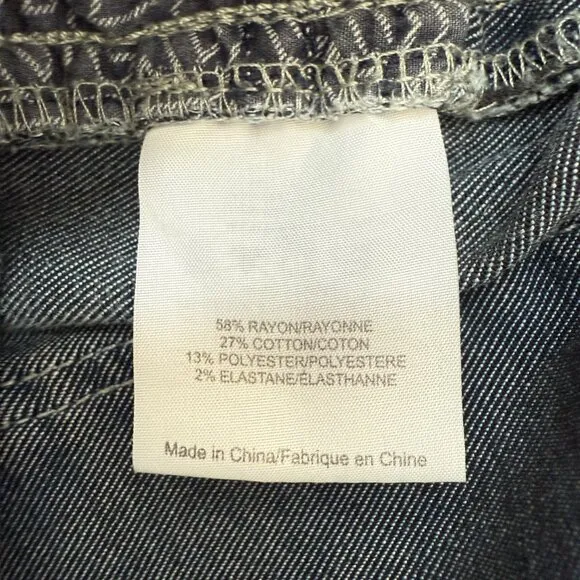 58% RAYON/RAYONNE
27% COTTON/COTON
13% POLYESTER/POLYESTERE
2% ELASTANE/ÉLASTHANNE
Made in China/Fabrique en Chine